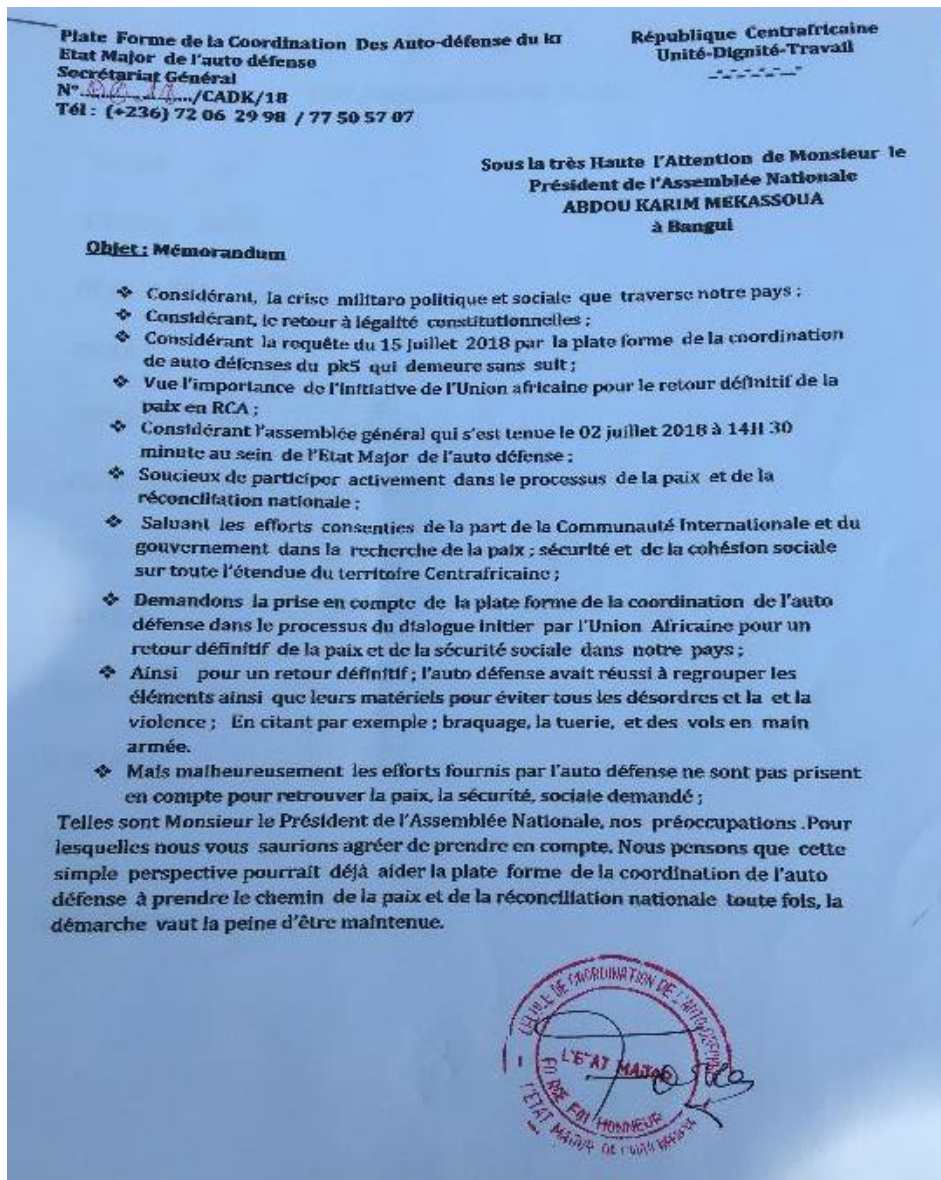 Plate Forme de la Coordination Des Auto-défense du k
Etat Major de l'auto défense
Secrétariat Général
N° /CADK/18
Tél : (+236) 72 06 29 98 / 77 50 57 07
République Centrafricaine
Unité-Dignité-Travail
Sous la très Haute l'Attention de Monsieur le
Président de l'Assemblée Nationale
ABDOU KARIM MEKASSOUA
à Bangui
Objet : Mémorandum
❖ Considérant, la crise militaro politique et sociale que traverse notre pays ;
❖ Considérant, le retour à légalité constitutionnelles ;
❖ Considérant la requête du 15 juillet 2018 par la plate forme de la coordination
de auto défenses du pk5 qui demeure sans suit ;
❖ Vue l'importance de l'initiative de l'Union africaine pour le retour définitif de la
paix en RCA ;
❖ Considérant l'assemblée général qui s'est tenue le 02 juillet 2018 à 14H 30
minute au sein de l'Etat Major de l'auto défense ;
❖ Soucieux de participer activement dans le processus de la paix et de la
réconciliation nationale ;
❖ Saluant les efforts consenties de la part de la Communauté Internationale et du
gouvernement dans la recherche de la paix ; sécurité et de la cohésion sociale
sur toute l'étendue du territoire Centrafricaine ;
❖ Demandons la prise en compte de la plate forme de la coordination de l'auto
défense dans le processus du dialogue initier par l'Union Africaine pour un
retour définitif de la paix et de la sécurité sociale dans notre pays ;
❖ Ainsi pour un retour définitif ; l'auto défense avait réussi à regrouper les
éléments ainsi que leurs matériels pour éviter tous les désordres et la et la
violence ; En citant par exemple ; braquage, la tuerie, et des vols en main
armée.
❖ Mais malheureusement les efforts fournis par l'auto défense ne sont pas prisent
en compte pour retrouver la paix, la sécurité, sociale demandé ;
Telles sont Monsieur le Président de l'Assemblée Nationale, nos préoccupations .Pour
lesquelles nous vous saurions agréer de prendre en compte. Nous pensons que cette
simple perspective pourrait déjà aider la plate forme de la coordination de l'auto
défense à prendre le chemin de la paix et de la réconciliation nationale toute fois, la
démarche vaut la peine d'être maintenue.
CELLULE DE COORDINATION DE L'AUTO DEFENSE
L'ETAT MAJOR
FORCE FOI HONNEUR
L'ETAT MAJOR DE L'AUTO DEFENSE